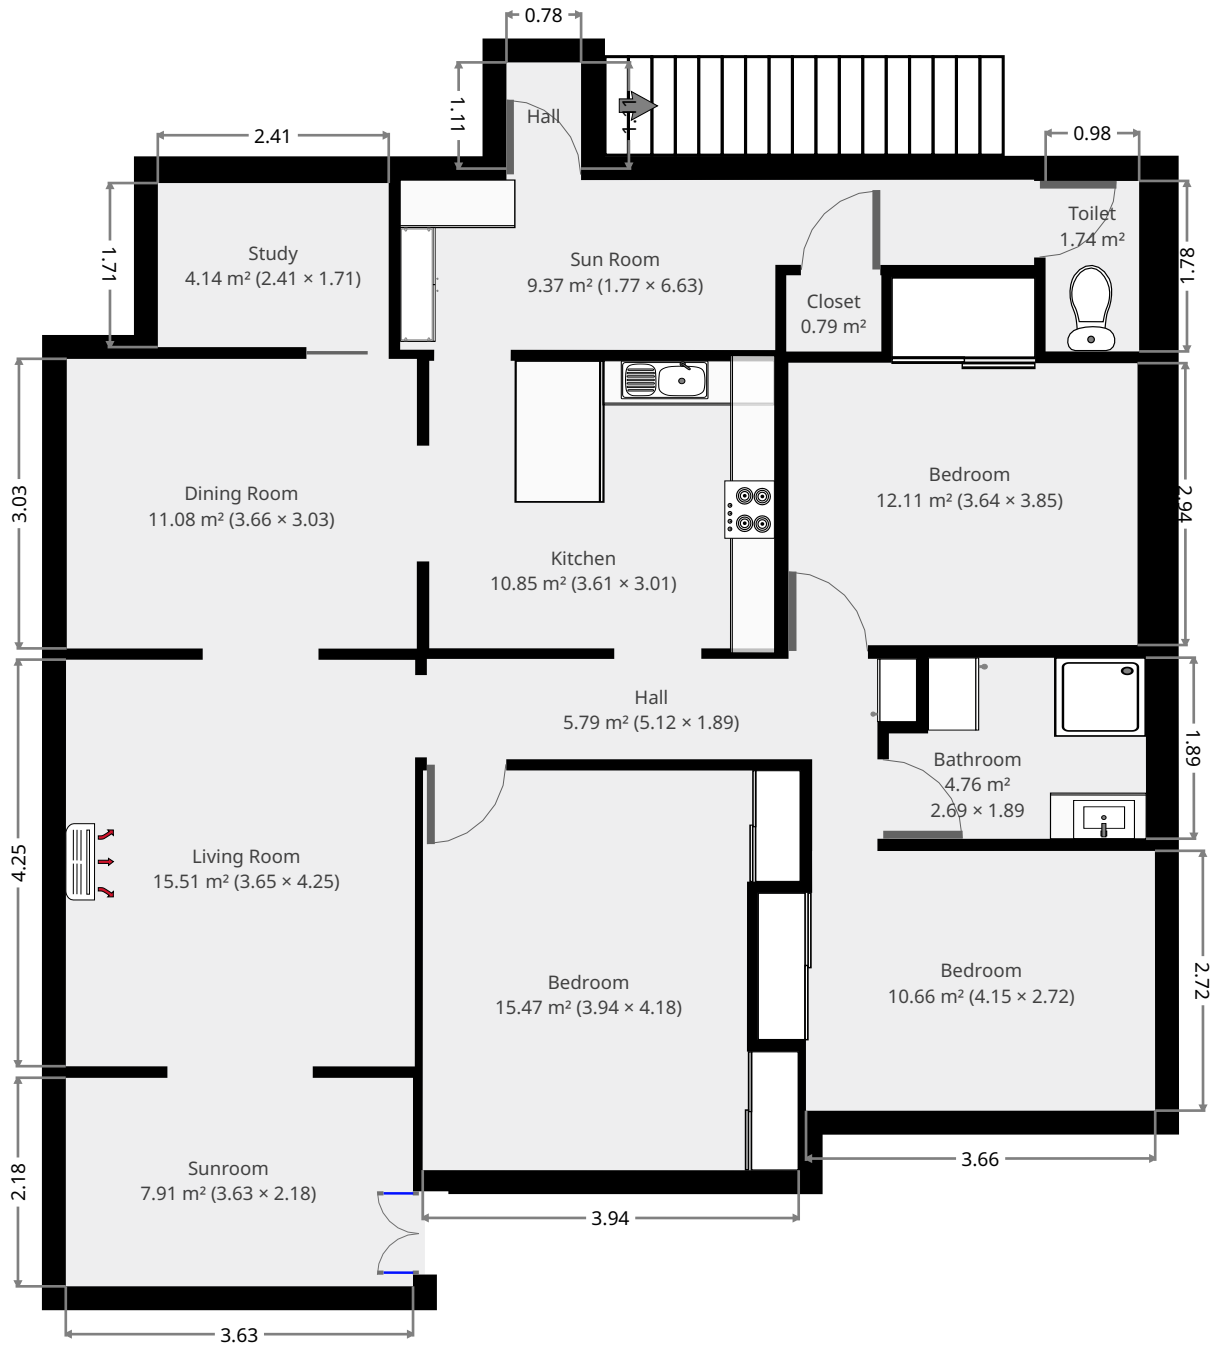 0.78
1.11
Hall
1.11
2.41
0.98
1.71
Study
4.14 m² (2.41 × 1.71)
Sun Room
9.37 m² (1.77 × 6.63)
Toilet
1.74 m²
1.78
Closet
0.79 m²
3.03
Dining Room
11.08 m² (3.66 × 3.03)
Kitchen
10.85 m² (3.61 × 3.01)
Bedroom
12.11 m² (3.64 × 3.85)
2.94
Hall
5.79 m² (5.12 × 1.89)
Bathroom
4.76 m²
2.69 × 1.89
1.89
4.25
Living Room
15.51 m² (3.65 × 4.25)
Bedroom
15.47 m² (3.94 × 4.18)
Bedroom
10.66 m² (4.15 × 2.72)
2.72
2.18
Sunroom
7.91 m² (3.63 × 2.18)
3.66
3.94
3.63